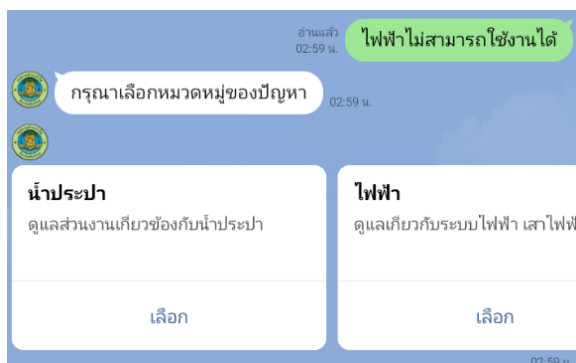 อ่านแล้ว
02:59 น.
ไฟฟ้าไม่สามารถใช้งานได้
กรุณาเลือกหมวดหมู่ของปัญหา
02:59 น.
น้ำประปา
ดูแลส่วนงานเกี่ยวข้องกับน้ำประปา
เลือก
ไฟฟ้า
ดูแลเกี่ยวกับระบบไฟฟ้า เสาไฟฟ้
เลือก
02:59 น.